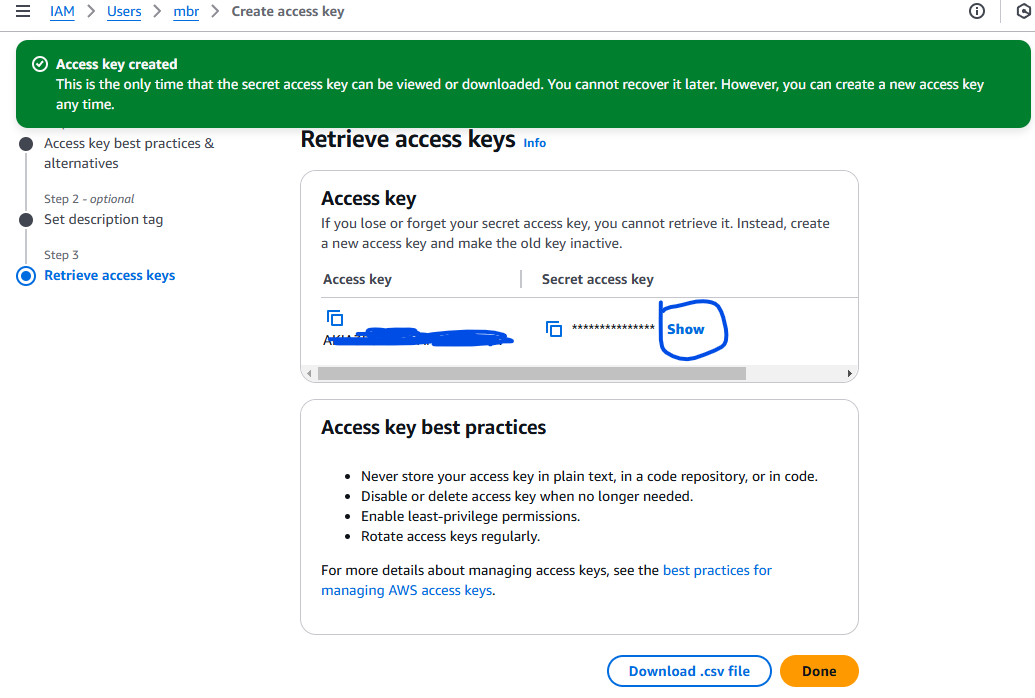 IAM > Users > mbr > Create access key
Access key created
This is the only time that the secret access key can be viewed or downloaded. You cannot recover it later. However, you can create a new access key
any time.
Access key best practices &
alternatives
Step 2 - optional
Set description tag
Step 3
Retrieve access keys
Retrieve access keys Info
Access key
If you lose or forget your secret access key, you cannot retrieve it. Instead, create
a new access key and make the old key inactive.
Access key
Secret access key
*************** Show
Access key best practices
• Never store your access key in plain text, in a code repository, or in code.
• Disable or delete access key when no longer needed.
• Enable least-privilege permissions.
• Rotate access keys regularly.
For more details about managing access keys, see the best practices for
managing AWS access keys.
Download .csv file
Done